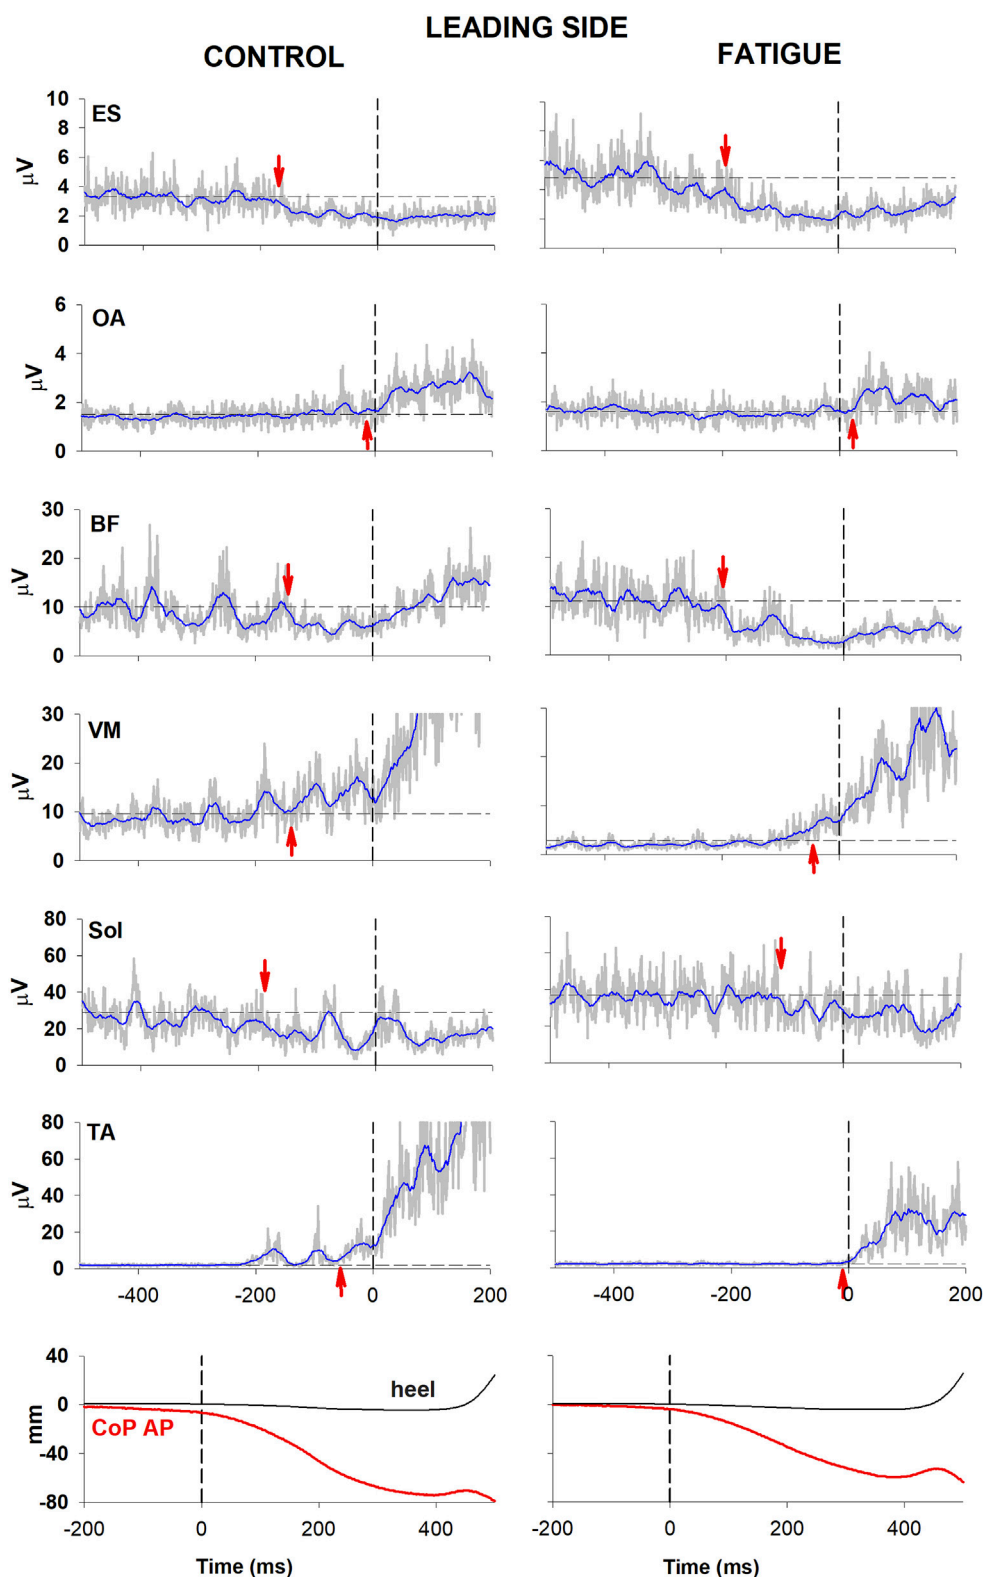 LEADING SIDE
CONTROL FATIGUE
10
ES
8
μV
6
4
2
0
6
OA
4
μV
2
0
30
BF
20
μV
10
0
30
VM
20
μV
10
0
80
Sol
60
μV
40
20
0
80
TA
60
μV
40
20
0
-400 -200 0 200 -400 -200 0 200
40
heel
0
mm
CoP AP
-40
-80
-200 0 200 400 -200 0 200 400
Time (ms) Time (ms)